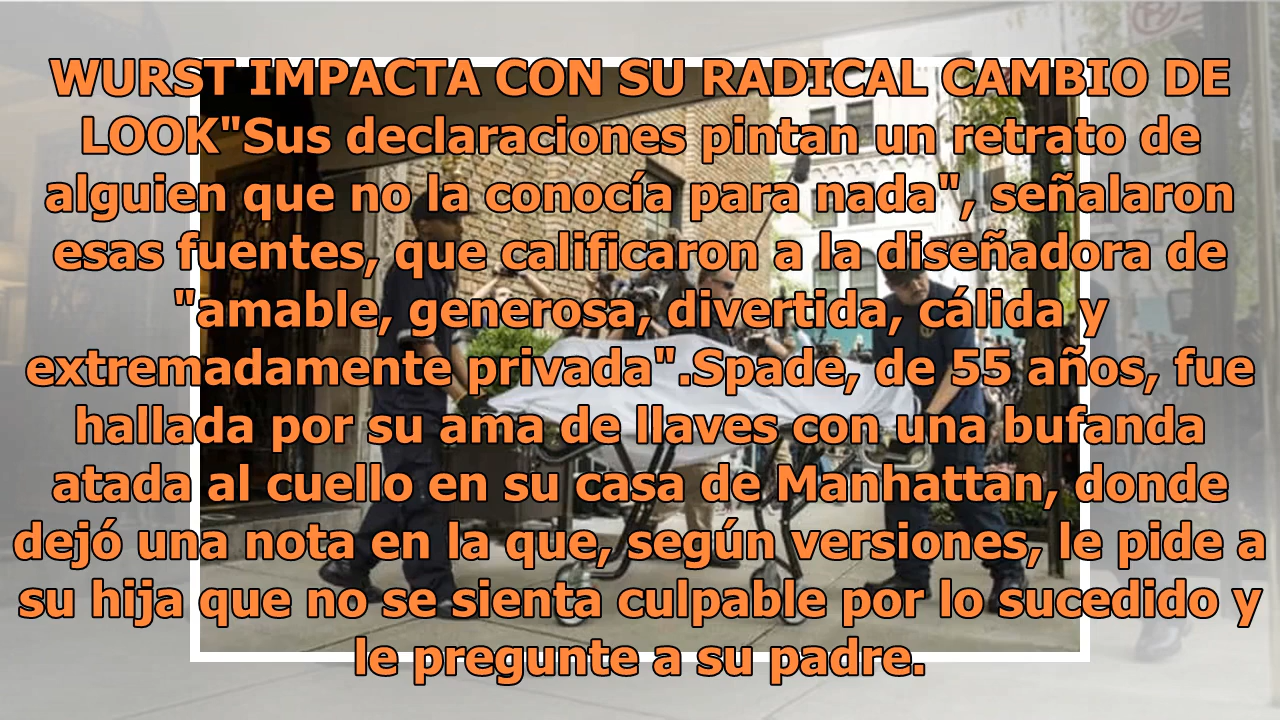 WURST IMPACTA CON SU RADICAL CAMBIO DE
LOOK"Sus declaraciones pintan un retrato de
alguien que no la conocía para nada", señalaron
esas fuentes, que calificaron a la diseñadora de
"amable, generosa, divertida, cálida y
extremadamente privada".Spade, de 55 años, fue
hallada por su ama de llaves con una bufanda
atada al cuello en su casa de Manhattan, donde
dejó una nota en la que, según versiones, le pide a
su hija que no se sienta culpable por lo sucedido y
le pregunte a su padre.